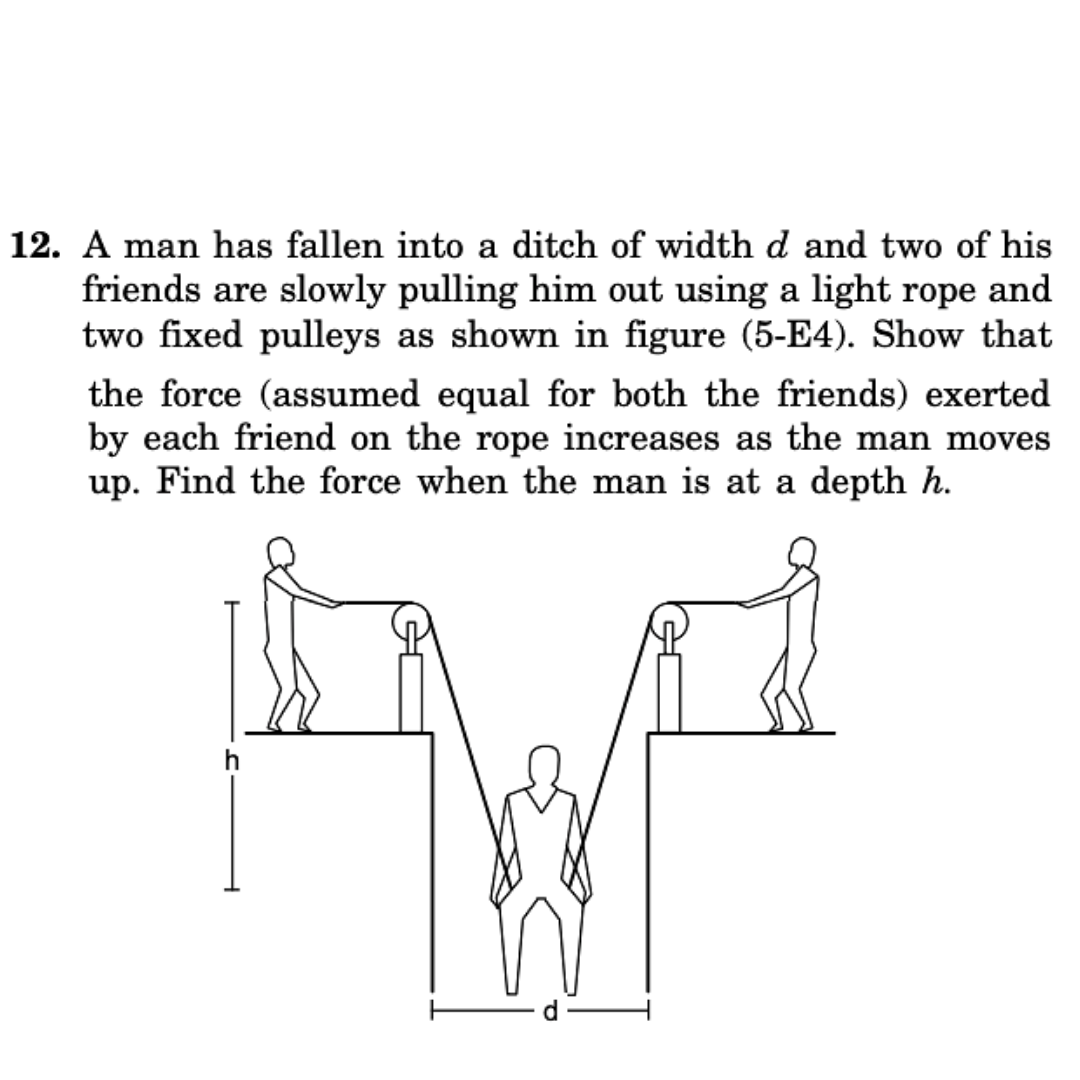 12. A man has fallen into a ditch of width d and two of his
friends are slowly pulling him out using a light rope and
two fixed pulleys as shown in figure (5-E4). Show that
the force (assumed equal for both the friends) exerted
by each friend on the rope increases as the man moves
up. Find the force when the man is at a depth h.
h
d